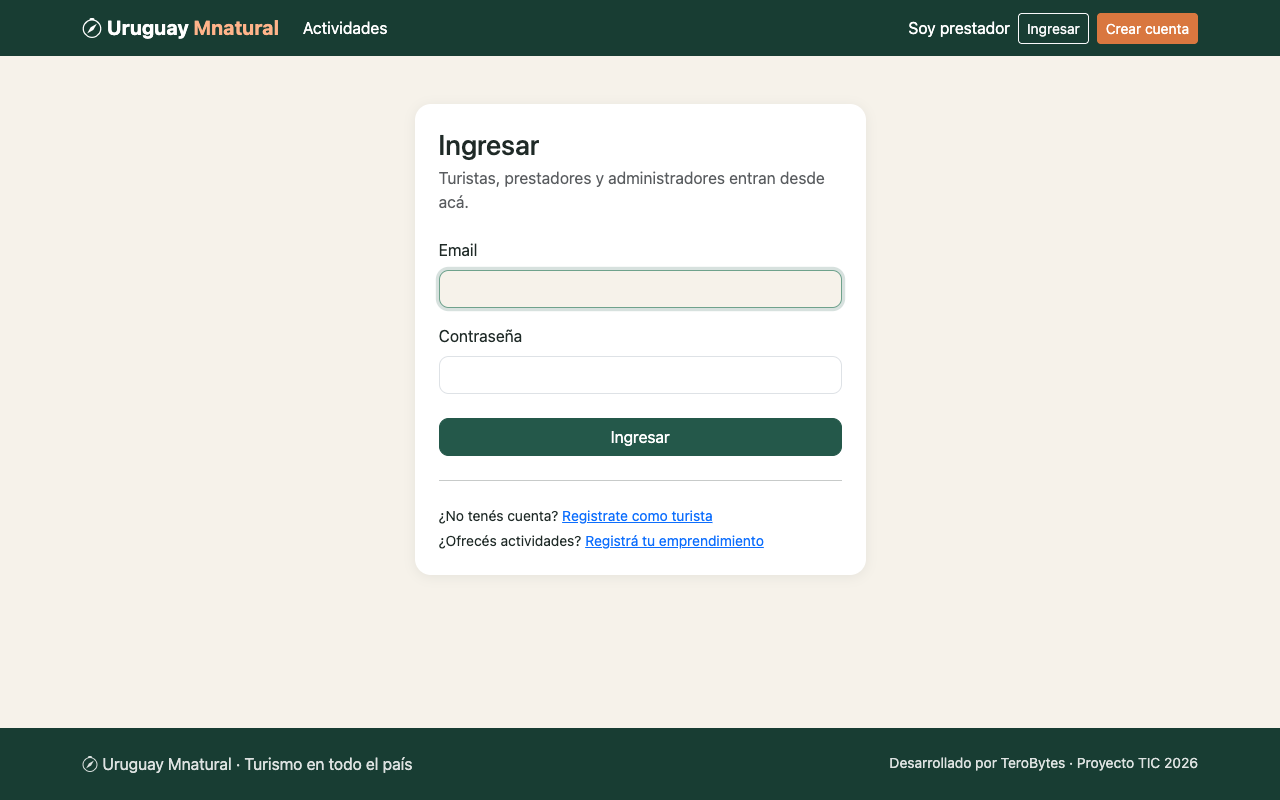 Uruguay Mnatural Actividades Soy prestador Ingresar Crear cuenta
Ingresar
Turistas, prestadores y administradores entran desde
acá.
Email
Contraseña
Ingresar
¿No tenés cuenta? Registrate como turista
¿Ofrecés actividades? Registrá tu emprendimiento
Uruguay Mnatural · Turismo en todo el país
Desarrollado por TeroBytes · Proyecto TIC 2026